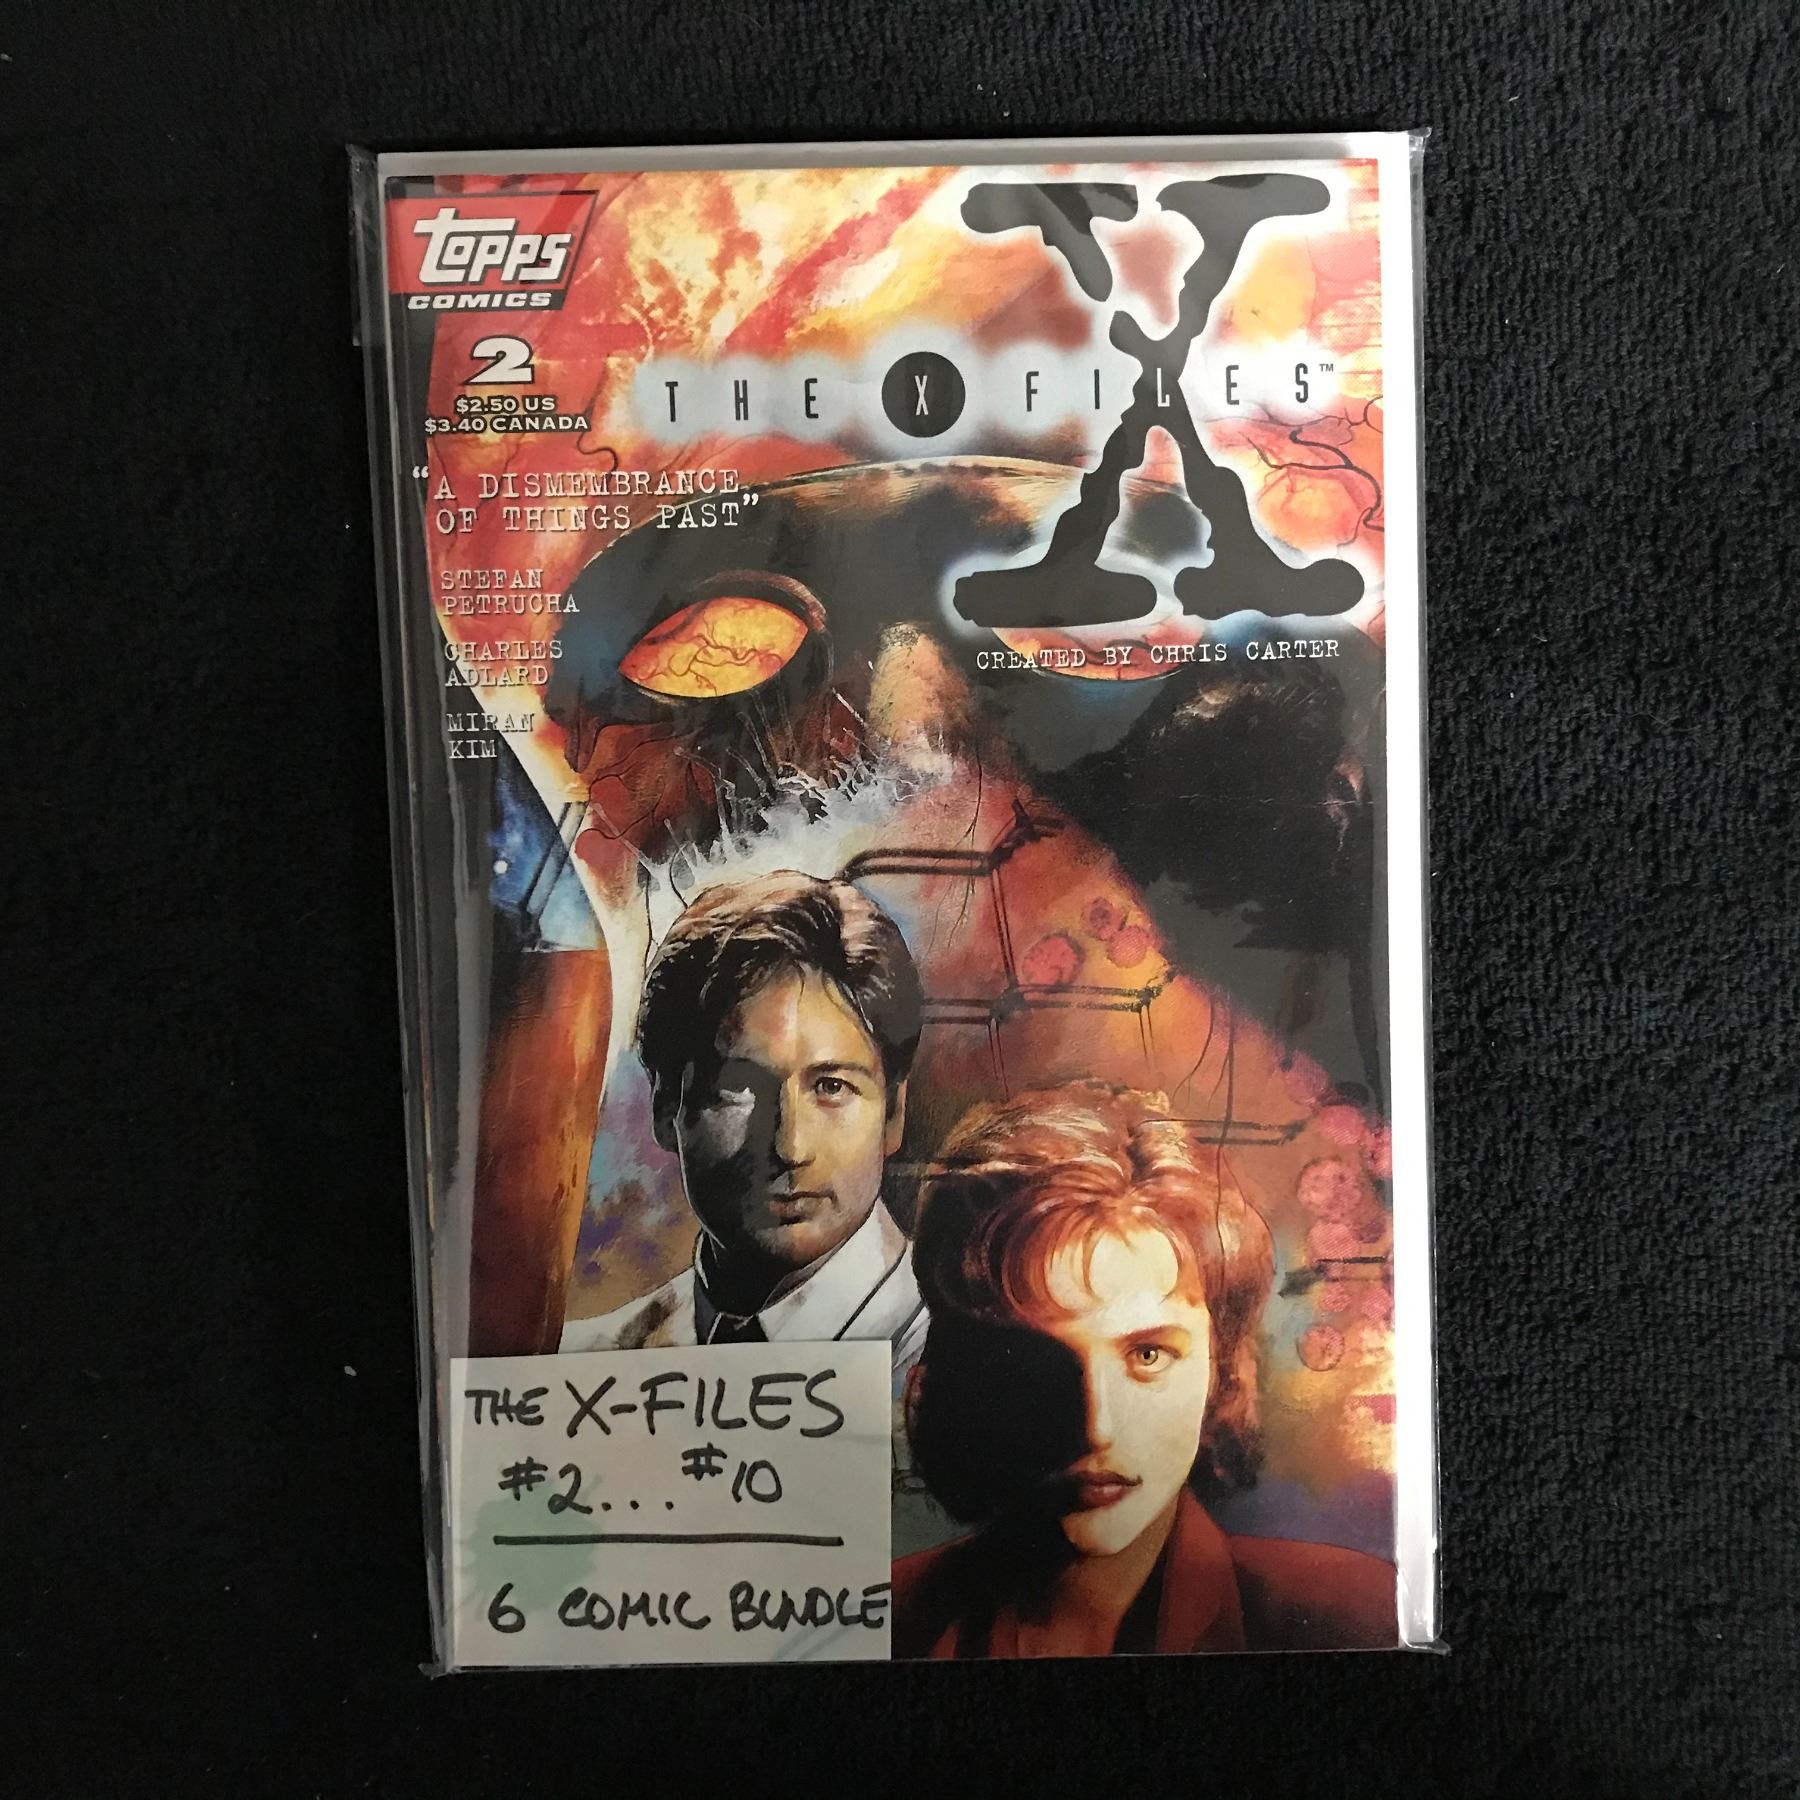 Topps
COMICS
2
$2.50 US
$3.40 CANADA
THE X FILES™
“A DISMEMBRANCE
OF THINGS PAST”
STEFAN
PETRUCHA
CHARLES
ADLARD
MIRAN
KIM
CREATED BY CHRIS CARTER
THE X-FILES
#2... #10
6 COMIC BUNDLE